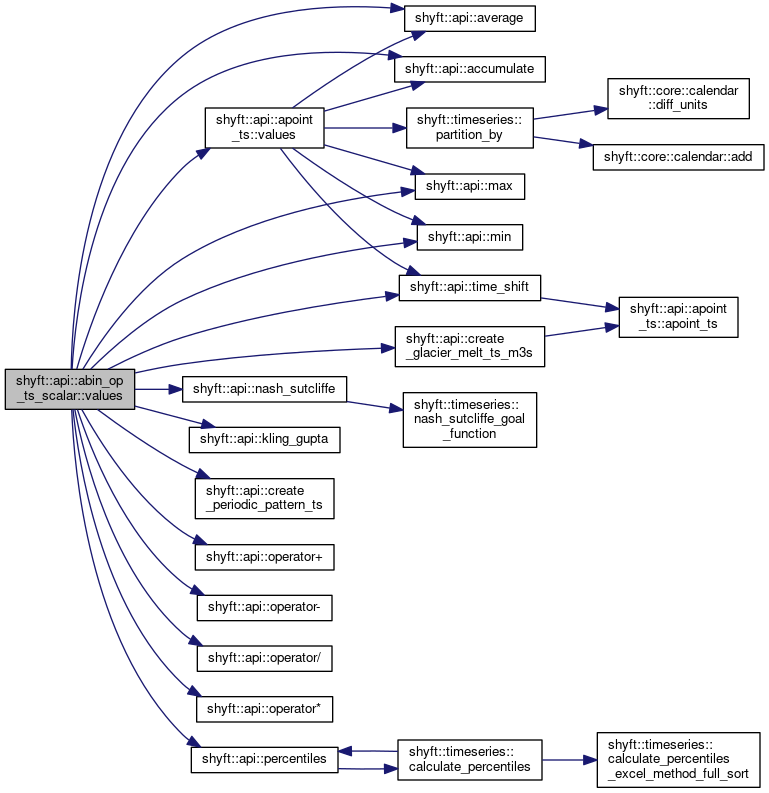 shyft::api::average
shyft::api::accumulate
shyft::core::calendar
::diff_units
shyft::api::apoint
_ts::values
shyft::timeseries::
partition_by
shyft::core::calendar::add
shyft::api::max
shyft::api::min
shyft::api::time_shift
shyft::api::apoint
_ts::apoint_ts
shyft::api::create
_glacier_melt_ts_m3s
shyft::api::abin_op
_ts_scalar::values
shyft::api::nash_sutcliffe
shyft::timeseries::
nash_sutcliffe_goal
_function
shyft::api::kling_gupta
shyft::api::create
_periodic_pattern_ts
shyft::api::operator+
shyft::api::operator-
shyft::api::operator/
shyft::api::operator*
shyft::api::percentiles
shyft::timeseries::
calculate_percentiles
shyft::timeseries::
calculate_percentiles
_excel_method_full_sort